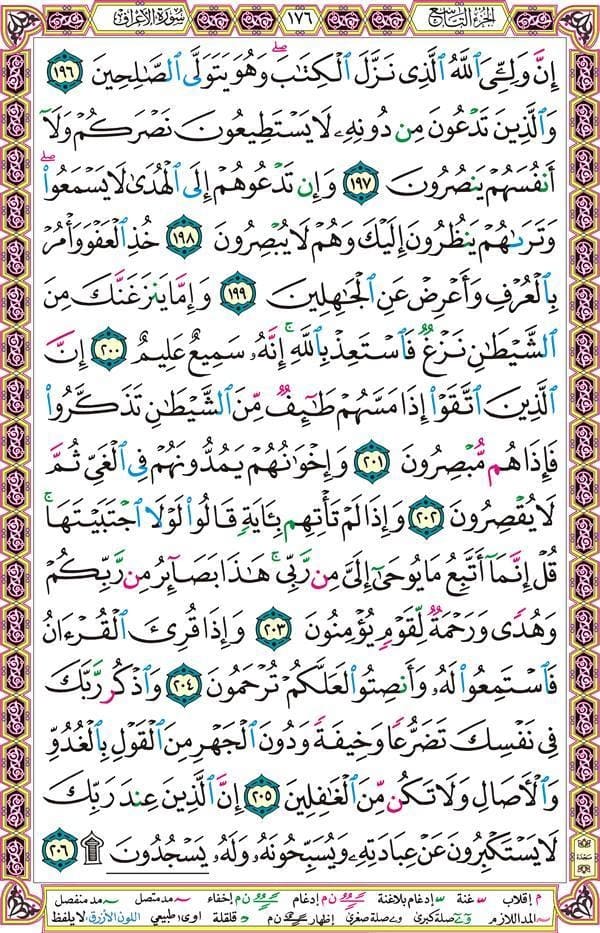 الجزء التاسع ١٧٦ سورة الأعراف
إِنَّ وَلِـِّۧيَ ٱللَّهُ ٱلَّذِى نَزَّلَ ٱلْكِتَٰبَ ۖ وَهُوَ يَتَوَلَّى ٱلصَّٰلِحِينَ ١٩٦
وَٱلَّذِينَ تَدْعُونَ مِن دُونِهِۦ لَا يَسْتَطِيعُونَ نَصْرَكُمْ وَلَآ
أَنفُسَهُمْ يَنصُرُونَ ١٩٧ وَإِن تَدْعُوهُمْ إِلَى ٱلْهُدَىٰ لَا يَسْمَعُوا۟ ۖ
وَتَرَىٰهُمْ يَنظُرُونَ إِلَيْكَ وَهُمْ لَا يُبْصِرُونَ ١٩٨ خُذِ ٱلْعَفْوَ وَأْمُرْ
بِٱلْعُرْفِ وَأَعْرِضْ عَنِ ٱلْجَٰهِلِينَ ١٩٩ وَإِمَّا يَنزَغَنَّكَ مِنَ
ٱلشَّيْطَٰنِ نَزْغٌ فَٱسْتَعِذْ بِٱللَّهِ ۚ إِنَّهُۥ سَمِيعٌ عَلِيمٌ ٢٠٠ إِنَّ
ٱلَّذِينَ ٱتَّقَوْا۟ إِذَا مَسَّهُمْ طَٰٓئِفٌ مِّنَ ٱلشَّيْطَٰنِ تَذَكَّرُوا۟
فَإِذَا هُم مُّبْصِرُونَ ٢٠١ وَإِخْوَٰنُهُمْ يَمُدُّونَهُمْ فِى ٱلْغَىِّ ثُمَّ
لَا يُقْصِرُونَ ٢٠٢ وَإِذَا لَمْ تَأْتِهِم بِـَٔايَةٍ قَالُوا۟ لَوْلَا ٱجْتَبَيْتَهَا ۚ
قُلْ إِنَّمَآ أَتَّبِعُ مَا يُوحَىٰٓ إِلَىَّ مِن رَّبِّى ۚ هَٰذَا بَصَآئِرُ مِن رَّبِّكُمْ
وَهُدًى وَرَحْمَةٌ لِّقَوْمٍ يُؤْمِنُونَ ٢٠٣ وَإِذَا قُرِئَ ٱلْقُرْءَانُ
فَٱسْتَمِعُوا۟ لَهُۥ وَأَنصِتُوا۟ لَعَلَّكُمْ تُرْحَمُونَ ٢٠٤ وَٱذْكُر رَّبَّكَ
فِى نَفْسِكَ تَضَرُّعًا وَخِيفَةً وَدُونَ ٱلْجَهْرِ مِنَ ٱلْقَوْلِ بِٱلْغُدُوِّ
وَٱلْءَاصَالِ وَلَا تَكُن مِّنَ ٱلْغَٰفِلِينَ ٢٠٥ إِنَّ ٱلَّذِينَ عِندَ رَبِّكَ
لَا يَسْتَكْبِرُونَ عَنْ عِبَادَتِهِۦ وَيُسَبِّحُونَهُۥ وَلَهُۥ يَسْجُدُونَ ۩ ٢٠٦
سجدة
م إقلاب غنة إدغام بلاغنة ن م إدغام إخفاء مد متصل مد منفصل
المد اللازم صلة كبرى صلة صغرى إظهار ن م قلقلة اوى طبيعي اللون الأزرق لا يلفظ